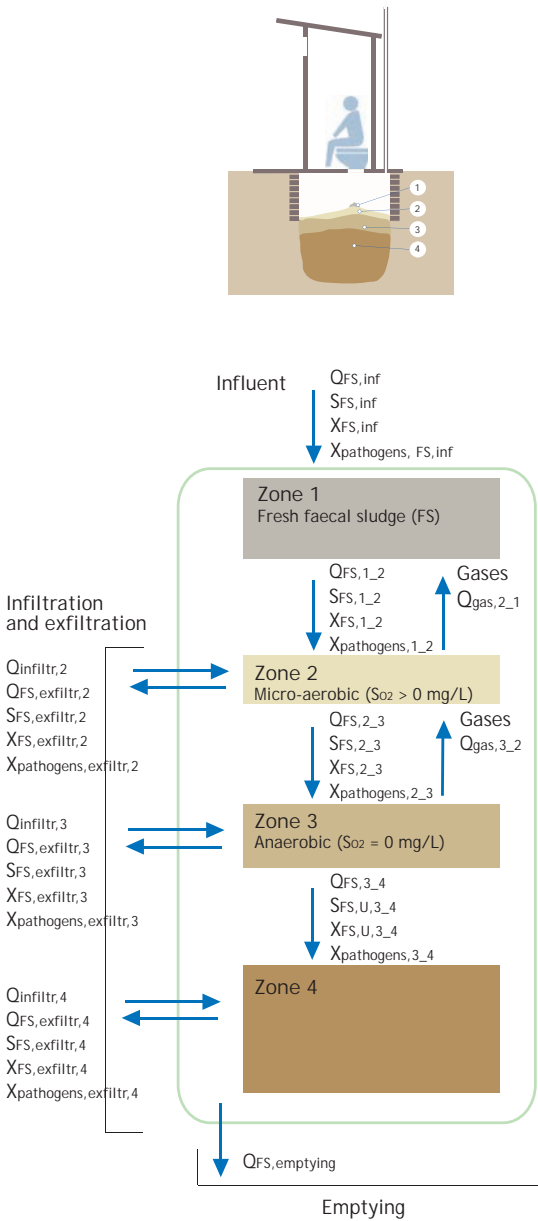 1
2
3
4
Influent
QFS,inf
SFS,inf
XFS,inf
Xpathogens, FS,inf
Zone 1
Fresh faecal sludge (FS)
QFS,1_2
SFS,1_2
XFS,1_2
Xpathogens,1_2
Gases
Qgas,2_1
Infiltration
and exfiltration
Qinfiltr,2
QFS,exfiltr,2
SFS,exfiltr,2
XFS,exfiltr,2
Xpathogens,exfiltr,2
Zone 2
Micro-aerobic (SO2 > 0 mg/L)
QFS,2_3
SFS,2_3
XFS,2_3
Xpathogens,2_3
Gases
Qgas,3_2
Qinfiltr,3
QFS,exfiltr,3
SFS,exfiltr,3
XFS,exfiltr,3
Xpathogens,exfiltr,3
Zone 3
Anaerobic (SO2 = 0 mg/L)
QFS,3_4
SFS,U,3_4
XFS,U,3_4
Xpathogens,3_4
Qinfiltr,4
QFS,exfiltr,4
SFS,exfiltr,4
XFS,exfiltr,4
Xpathogens,exfiltr,4
Zone 4
QFS,emptying
Emptying